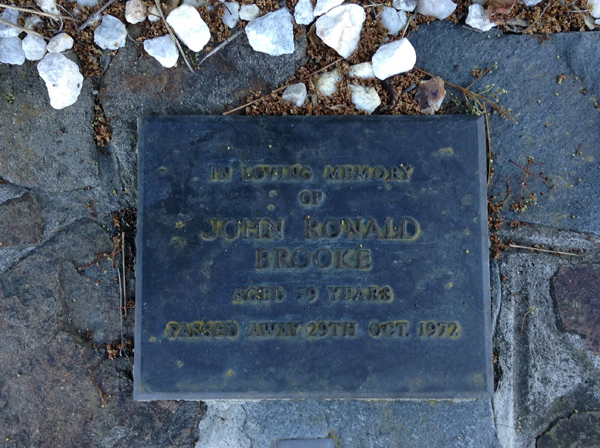 IN LOVING MEMORY
OF
JOHN RONALD
BROOKE
AGED YEARS
PASSED AWAY 29TH OCT. 1992